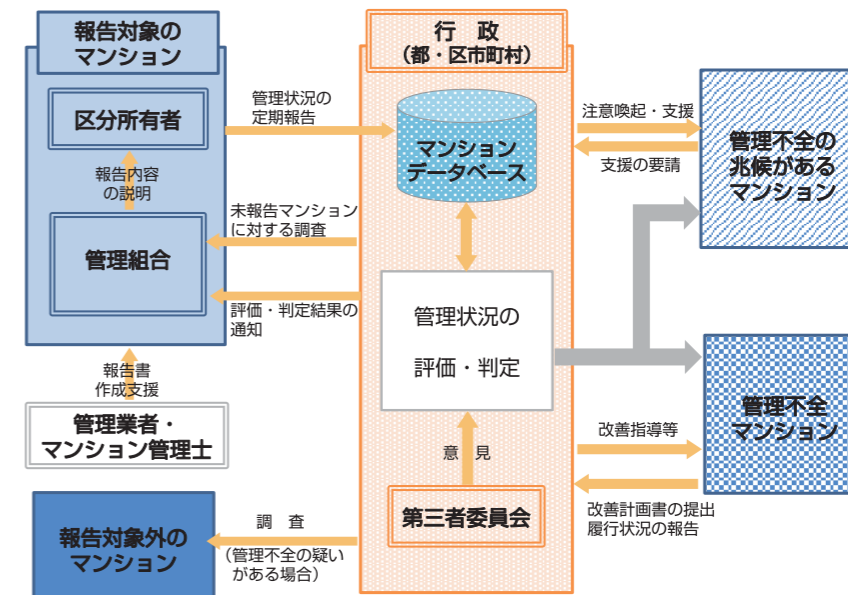 報告対象の
マンション
区分所有者
報告内容
の説明
管理組合
報告書
作成支援
管理業者・
マンション管理士
報告対象外の
マンション
管理状況の
定期報告
未報告マンション
に対する調査
評価・判定結果の
通知
調 査
（管理不全の疑い
がある場合）
行 政
（都・区市町村）
マンション
データベース
管理状況の
評価・判定
意 見
第三者委員会
注意喚起・支援
支援の要請
管理不全の
兆候がある
マンション
改善指導等
改善計画書の提出
履行状況の報告
管理不全
マンション